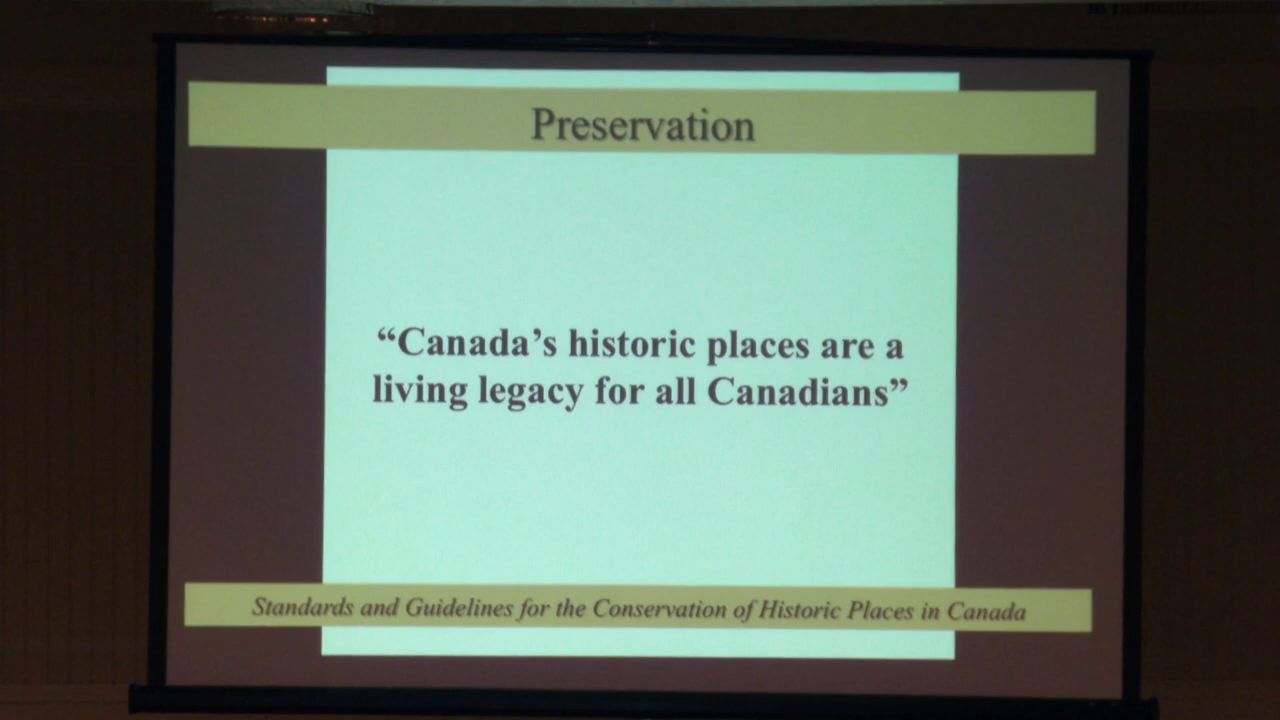 Preservation
“Canada’s historic places are a
living legacy for all Canadians”
Standards and Guidelines for the Conservation of Historic Places in Canada